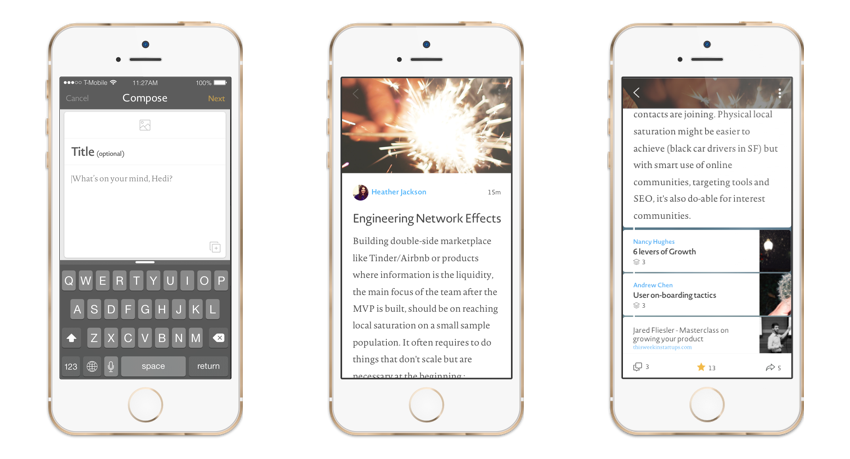 T-Mobile 11:27AM 100%
Cancel Compose Next
Title (optional)
What's on your mind, Hedi?
Q W E R T Y U I O P
A S D F G H J K L
Z X C V B N M
123 space return
Heather Jackson 15m
Engineering Network Effects
Building double-side marketplace
like Tinder/Airbnb or products
where information is the liquidity,
the main focus of the team after the
MVP is built, should be on reaching
local saturation on a small sample
population. It often requires to do
things that don't scale but are
necessary at the beginning :
contacts are joining. Physical local
saturation might be easier to
achieve (black car drivers in SF) but
with smart use of online
communities, targeting tools and
SEO, it's also do-able for interest
communities.
Nancy Hughes
6 levers of Growth
3
Andrew Chen
User on-boarding tactics
3
Jared Fliesler - Masterclass on
growing your product
thisweekinstartups.com
3 13 5